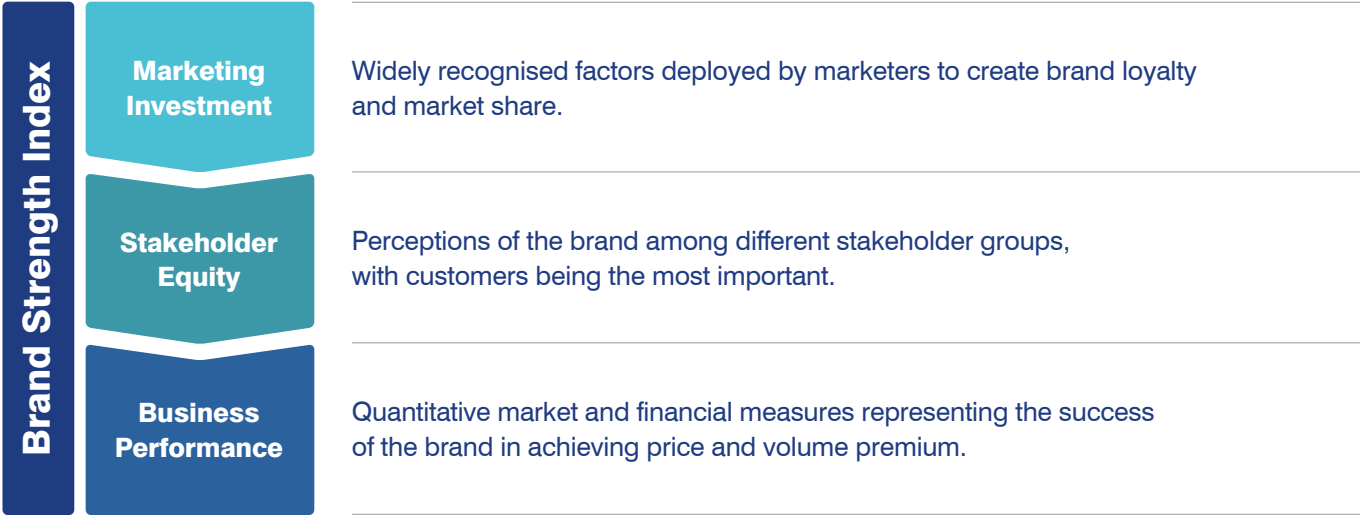 Brand Strength Index
Marketing
Investment
Widely recognised factors deployed by marketers to create brand loyalty
and market share.
Stakeholder
Equity
Perceptions of the brand among different stakeholder groups,
with customers being the most important.
Business
Performance
Quantitative market and financial measures representing the success
of the brand in achieving price and volume premium.